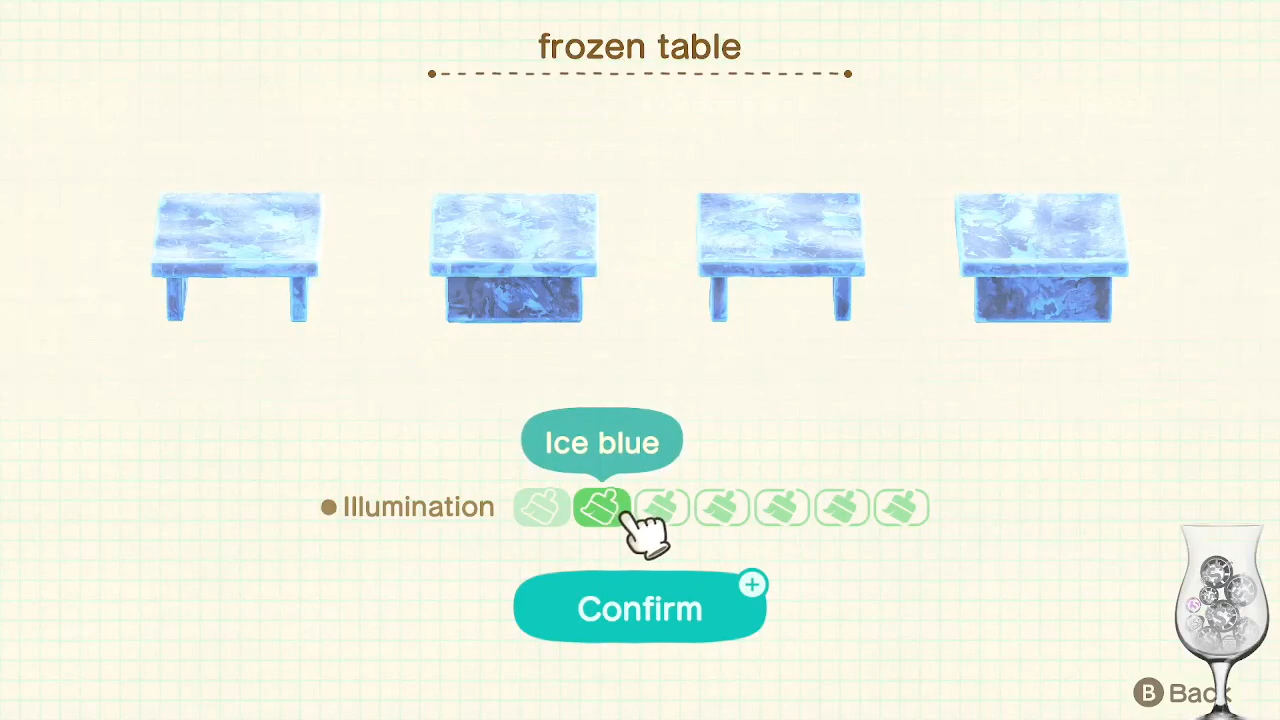 frozen table
Ice blue
Illumination
Confirm
B Back